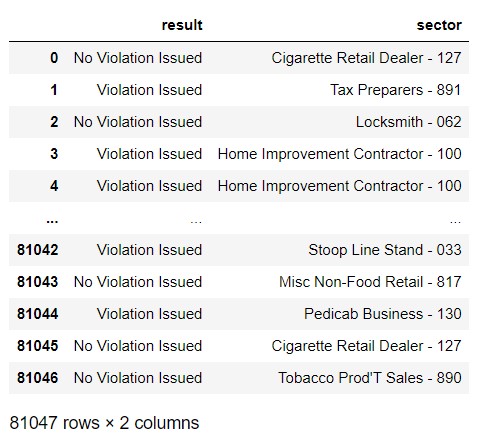 result sector
0 No Violation Issued Cigarette Retail Dealer - 127
1 Violation Issued Tax Preparers - 891
2 No Violation Issued Locksmith - 062
3 Violation Issued Home Improvement Contractor - 100
4 Violation Issued Home Improvement Contractor - 100
... ... ...
81042 Violation Issued Stoop Line Stand - 033
81043 No Violation Issued Misc Non-Food Retail - 817
81044 Violation Issued Pedicab Business - 130
81045 No Violation Issued Cigarette Retail Dealer - 127
81046 No Violation Issued Tobacco Prod'T Sales - 890
81047 rows × 2 columns